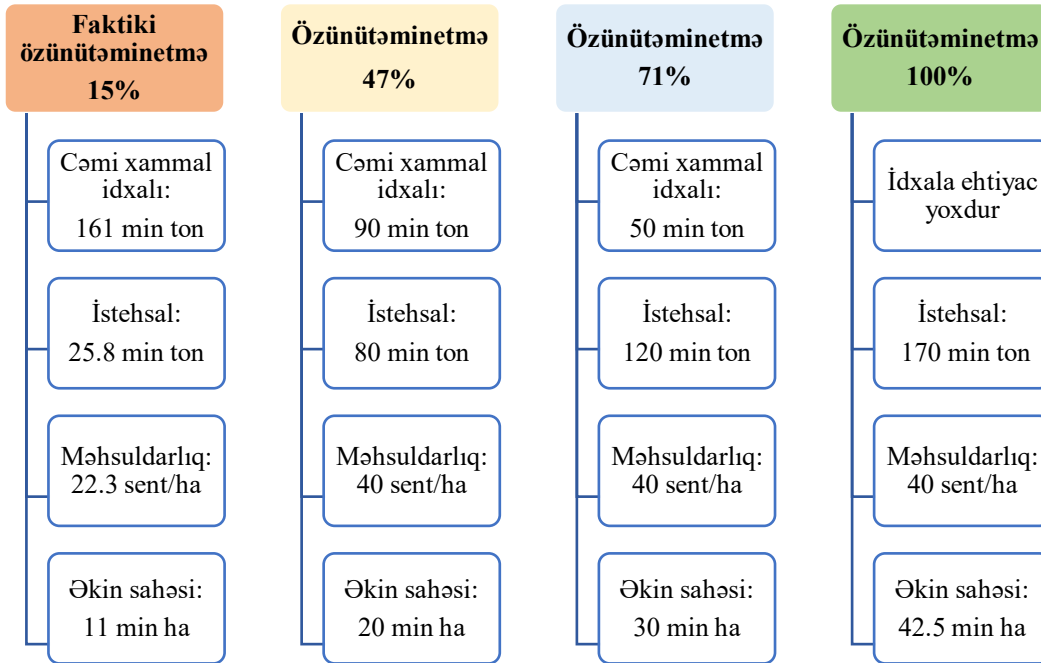 Faktiki
özünütəminetmə
15%
Cəmi xammal
idxalı:
161 min ton
İstehsal:
25.8 min ton
Məhsuldarlıq:
22.3 sent/ha
Əkin sahəsi:
11 min ha
Özünütəminetmə
47%
Cəmi xammal
idxalı:
90 min ton
İstehsal:
80 min ton
Məhsuldarlıq:
40 sent/ha
Əkin sahəsi:
20 min ha
Özünütəminetmə
71%
Cəmi xammal
idxalı:
50 min ton
İstehsal:
120 min ton
Məhsuldarlıq:
40 sent/ha
Əkin sahəsi:
30 min ha
Özünütəminetmə
100%
İdxala ehtiyac
yoxdur
İstehsal:
170 min ton
Məhsuldarlıq:
40 sent/ha
Əkin sahəsi:
42.5 min ha